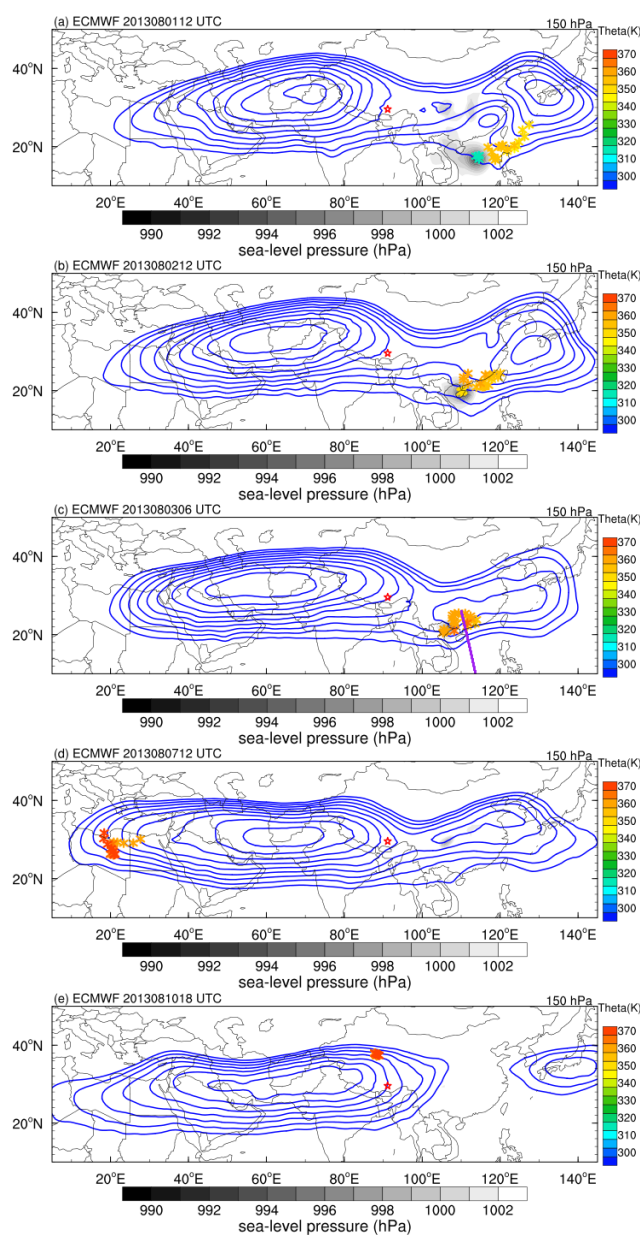 (a) ECMWF 2013080112 UTC 150 hPa
Theta(K)
40°N
20°N
370
360
350
340
330
320
310
300
20°E 40°E 60°E 80°E 100°E 120°E 140°E
990 992 994 996 998 1000 1002
sea-level pressure (hPa)
(b) ECMWF 2013080212 UTC 150 hPa
Theta(K)
40°N
20°N
370
360
350
340
330
320
310
300
20°E 40°E 60°E 80°E 100°E 120°E 140°E
990 992 994 996 998 1000 1002
sea-level pressure (hPa)
(c) ECMWF 2013080306 UTC 150 hPa
Theta(K)
40°N
20°N
370
360
350
340
330
320
310
300
20°E 40°E 60°E 80°E 100°E 120°E 140°E
990 992 994 996 998 1000 1002
sea-level pressure (hPa)
(d) ECMWF 2013080712 UTC 150 hPa
Theta(K)
40°N
20°N
370
360
350
340
330
320
310
300
20°E 40°E 60°E 80°E 100°E 120°E 140°E
990 992 994 996 998 1000 1002
sea-level pressure (hPa)
(e) ECMWF 2013081018 UTC 150 hPa
Theta(K)
40°N
20°N
370
360
350
340
330
320
310
300
20°E 40°E 60°E 80°E 100°E 120°E 140°E
990 992 994 996 998 1000 1002
sea-level pressure (hPa)